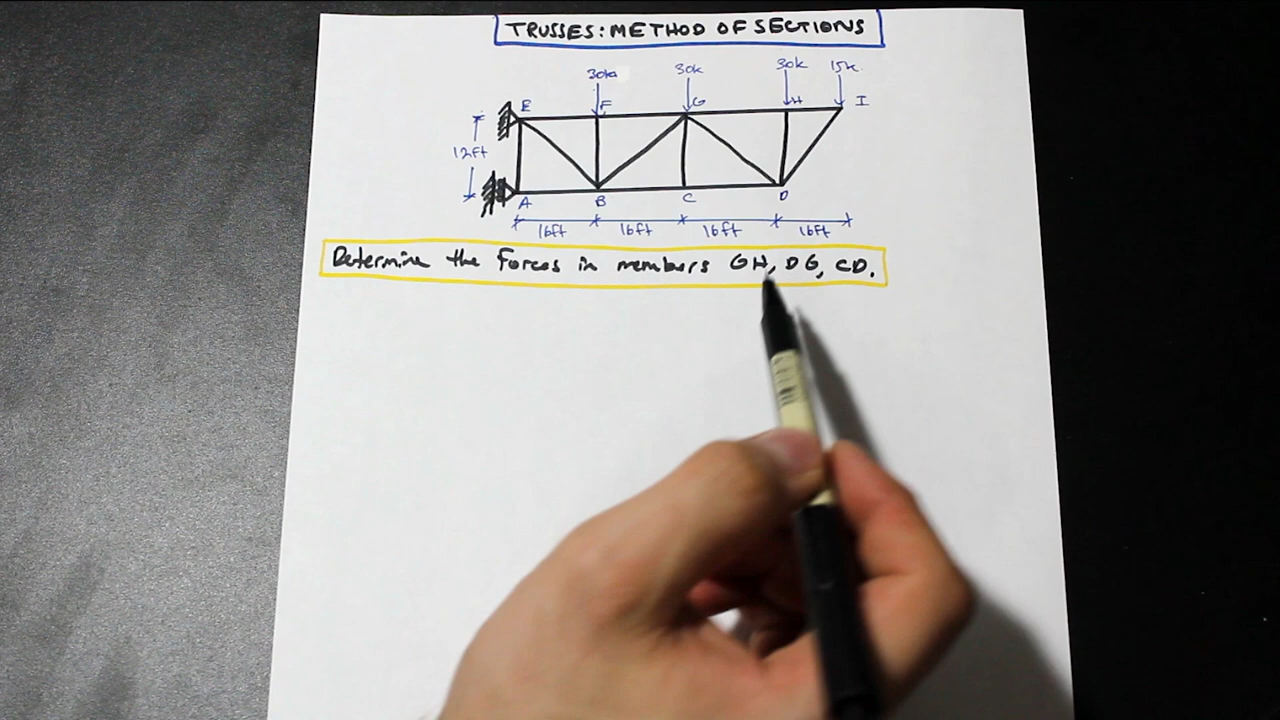 TRUSSES: METHOD OF SECTIONS
30k 30k 30k 15k.
E F G H I
12ft
A B C D
16ft 16ft 16ft 16ft
Determine the forces in members GH, DG, CD.